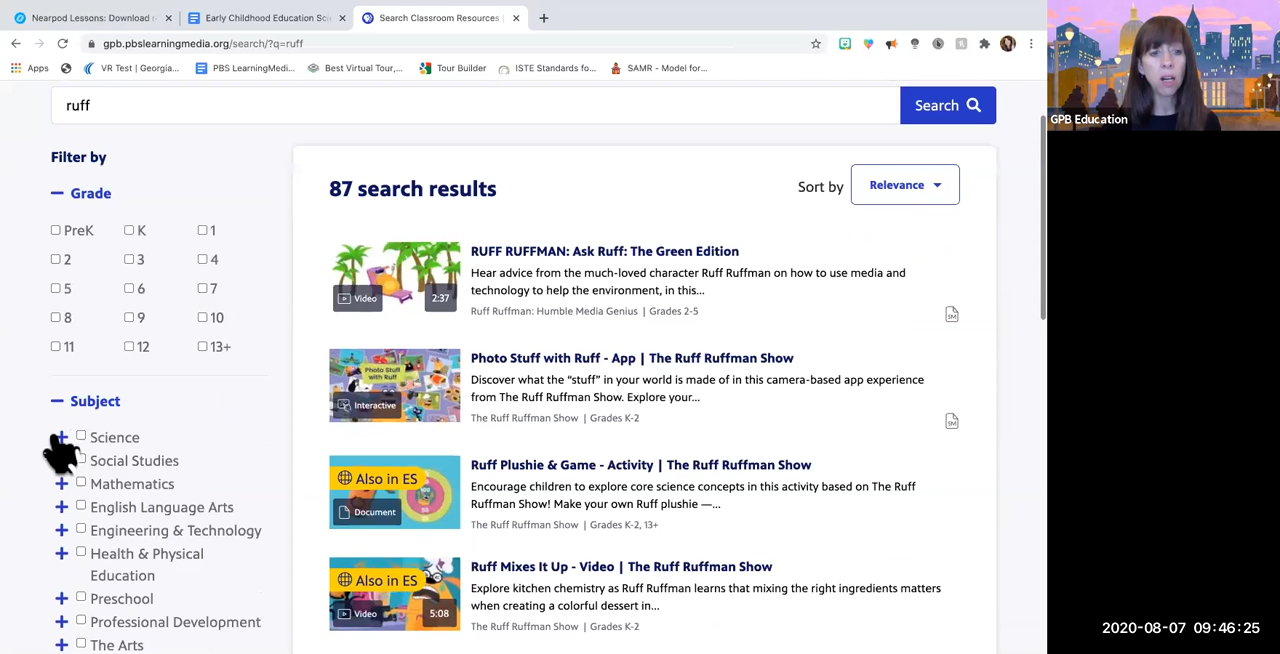 Nearpod Lessons: Download r
Early Childhood Education Sci
Search Classroom Resources
gpb.pbslearningmedia.org/search/?q=ruff
Apps
VR Test | Georgia...
PBS LearningMedi...
Best Virtual Tour,...
Tour Builder
ISTE Standards fo...
SAMR - Model for...
GPB Education
ruff
Search
Filter by
Grade
PreK K 1
2 3 4
5 6 7
8 9 10
11 12 13+
Subject
Science
Social Studies
Mathematics
English Language Arts
Engineering & Technology
Health & Physical
Education
Preschool
Professional Development
The Arts
87 search results
Sort by
Relevance
Video
2:37
RUFF RUFFMAN: Ask Ruff: The Green Edition
Hear advice from the much-loved character Ruff Ruffman on how to use media and
technology to help the environment, in this...
Ruff Ruffman: Humble Media Genius | Grades 2-5
SM
Photo Stuff
with Ruff
Interactive
Photo Stuff with Ruff - App | The Ruff Ruffman Show
Discover what the “stuff” in your world is made of in this camera-based app experience
from The Ruff Ruffman Show. Explore your...
The Ruff Ruffman Show | Grades K-2
SM
Also in ES
Document
Ruff Plushie & Game - Activity | The Ruff Ruffman Show
Encourage children to explore core science concepts in this activity based on The Ruff
Ruffman Show! Make your own Ruff plushie —...
The Ruff Ruffman Show | Grades K-2, 13+
Also in ES
Video
5:08
Ruff Mixes It Up - Video | The Ruff Ruffman Show
Explore kitchen chemistry as Ruff Ruffman learns that mixing the right ingredients matters
when creating a colorful dessert in...
The Ruff Ruffman Show | Grades K-2
2020-08-07 09:46:25